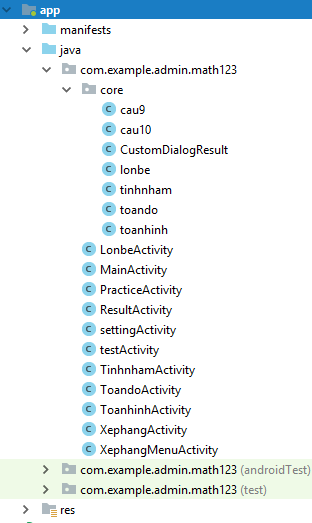 app
manifests
java
com.example.admin.math123
core
cau9
cau10
CustomDialogResult
lonbe
tinhnham
toando
toanhinh
LonbeActivity
MainActivity
PracticeActivity
ResultActivity
settingActivity
testActivity
TinhnhamActivity
ToandoActivity
ToanhinhActivity
XephangActivity
XephangMenuActivity
com.example.admin.math123 (androidTest)
com.example.admin.math123 (test)
res